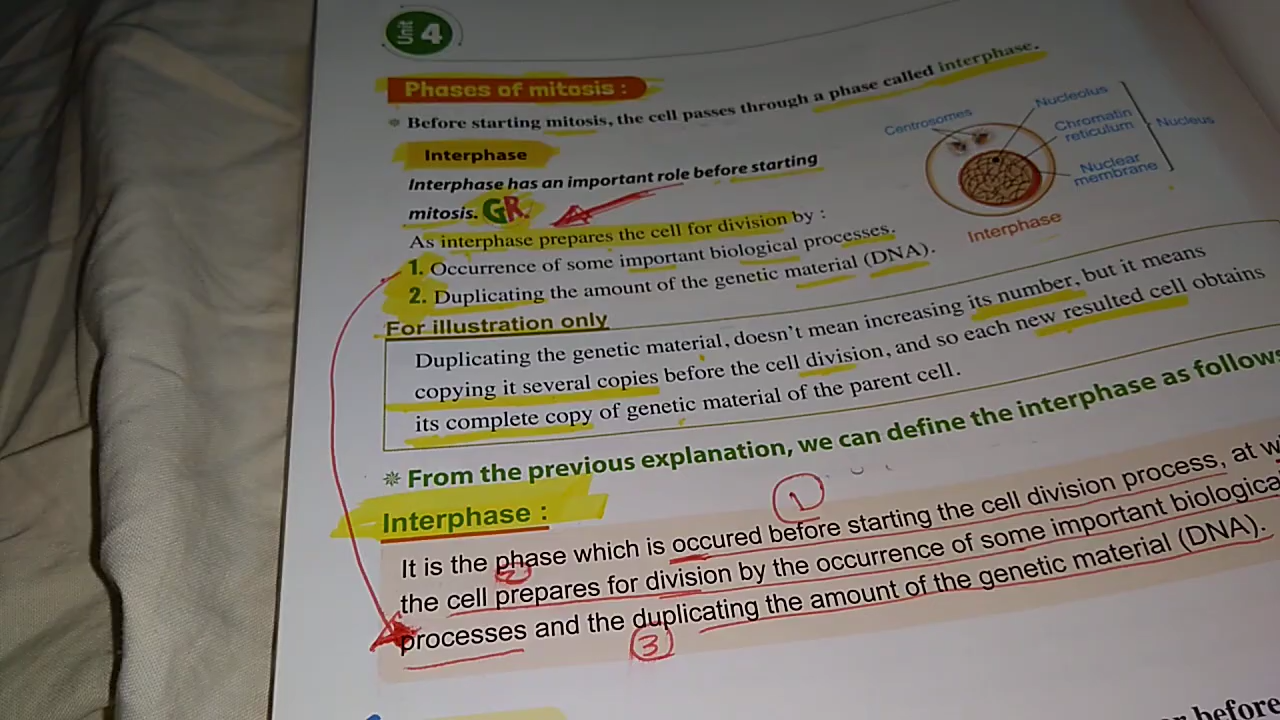 Unit 4
Phases of mitosis :
* Before starting mitosis, the cell passes through a phase called interphase.
Interphase
Interphase has an important role before starting
mitosis. GR.
As interphase prepares the cell for division by :
1. Occurrence of some important biological processes.
2. Duplicating the amount of the genetic material (DNA).
Centrosomes
Nucleolus
Chromatin
reticulum
Nuclear
membrane
Nucleus
Interphase
For illustration only
Duplicating the genetic material, doesn't mean increasing its number, but it means
copying it several copies before the cell division, and so each new resulted cell obtains
its complete copy of genetic material of the parent cell.
* From the previous explanation, we can define the interphase as follows
1
Interphase :
It is the phase which is occured before starting the cell division process, at
2
the cell prepares for division by the occurrence of some important biological
processes and the duplicating the amount of the genetic material (DNA).
3
before